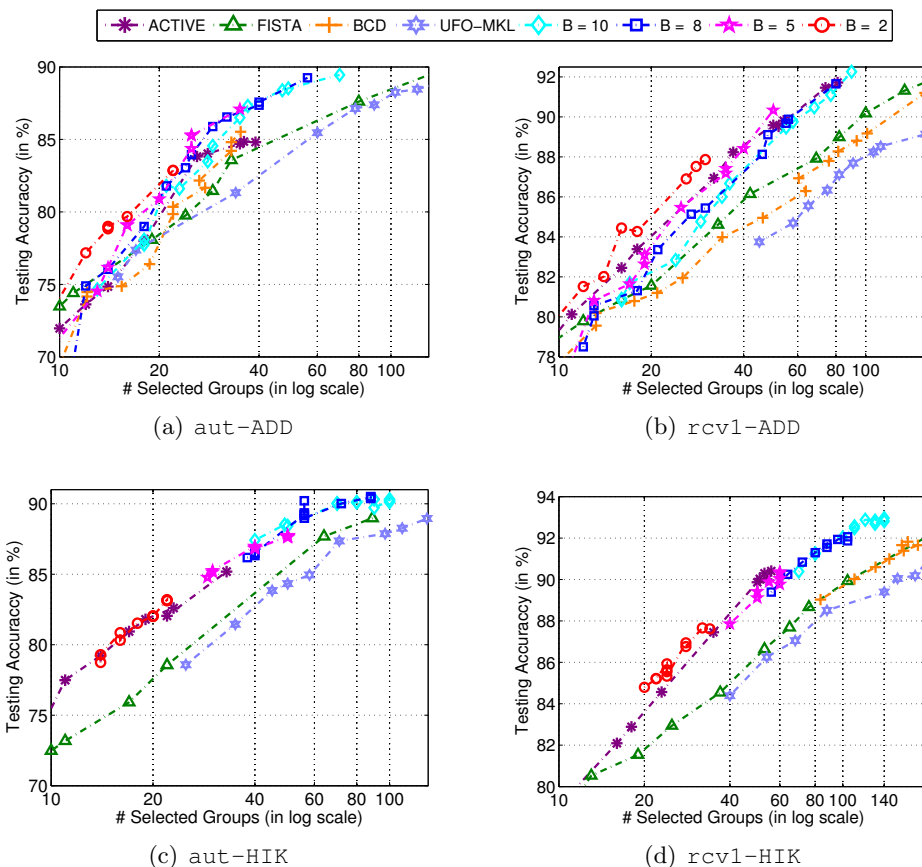 ACTIVE FISTA BCD UFO-MKL B = 10 B = 8 B = 5 B = 2
90
85
80
75
70
Testing Accuraccy (in %)
10 20 40 60 80 100
# Selected Groups (in log scale)
(a) aut-ADD
92
90
88
86
84
82
80
78
Testing Accuraccy (in %)
10 20 40 60 80 100
# Selected Groups (in log scale)
(b) rcv1-ADD
90
85
80
75
70
Testing Accuraccy (in %)
10 20 40 60 80 100
# Selected Groups (in log scale)
(c) aut-HIK
94
92
90
88
86
84
82
80
Testing Accuraccy (in %)
10 20 40 60 80 100 140
# Selected Groups (in log scale)
(d) rcv1-HIK